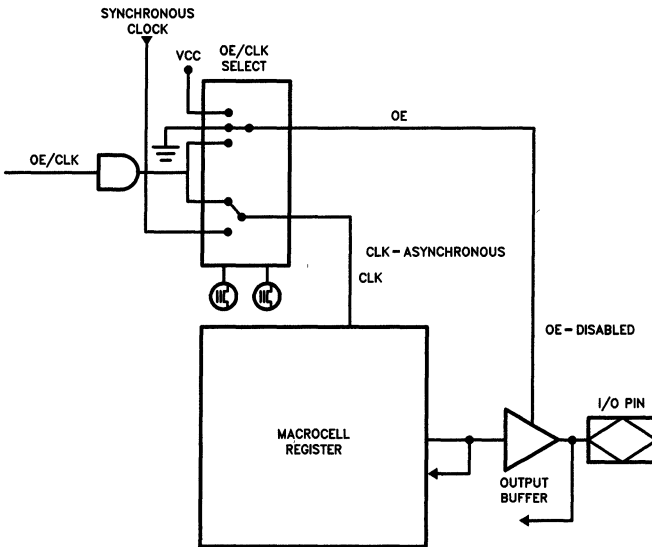 SYNCHRONOUS
CLOCK
VCC
OE/CLK
SELECT
OE
OE/CLK
CLK-ASYNCHRONOUS
CLK
OE-DISABLED
I/O PIN
MACROCELL
REGISTER
OUTPUT
BUFFER